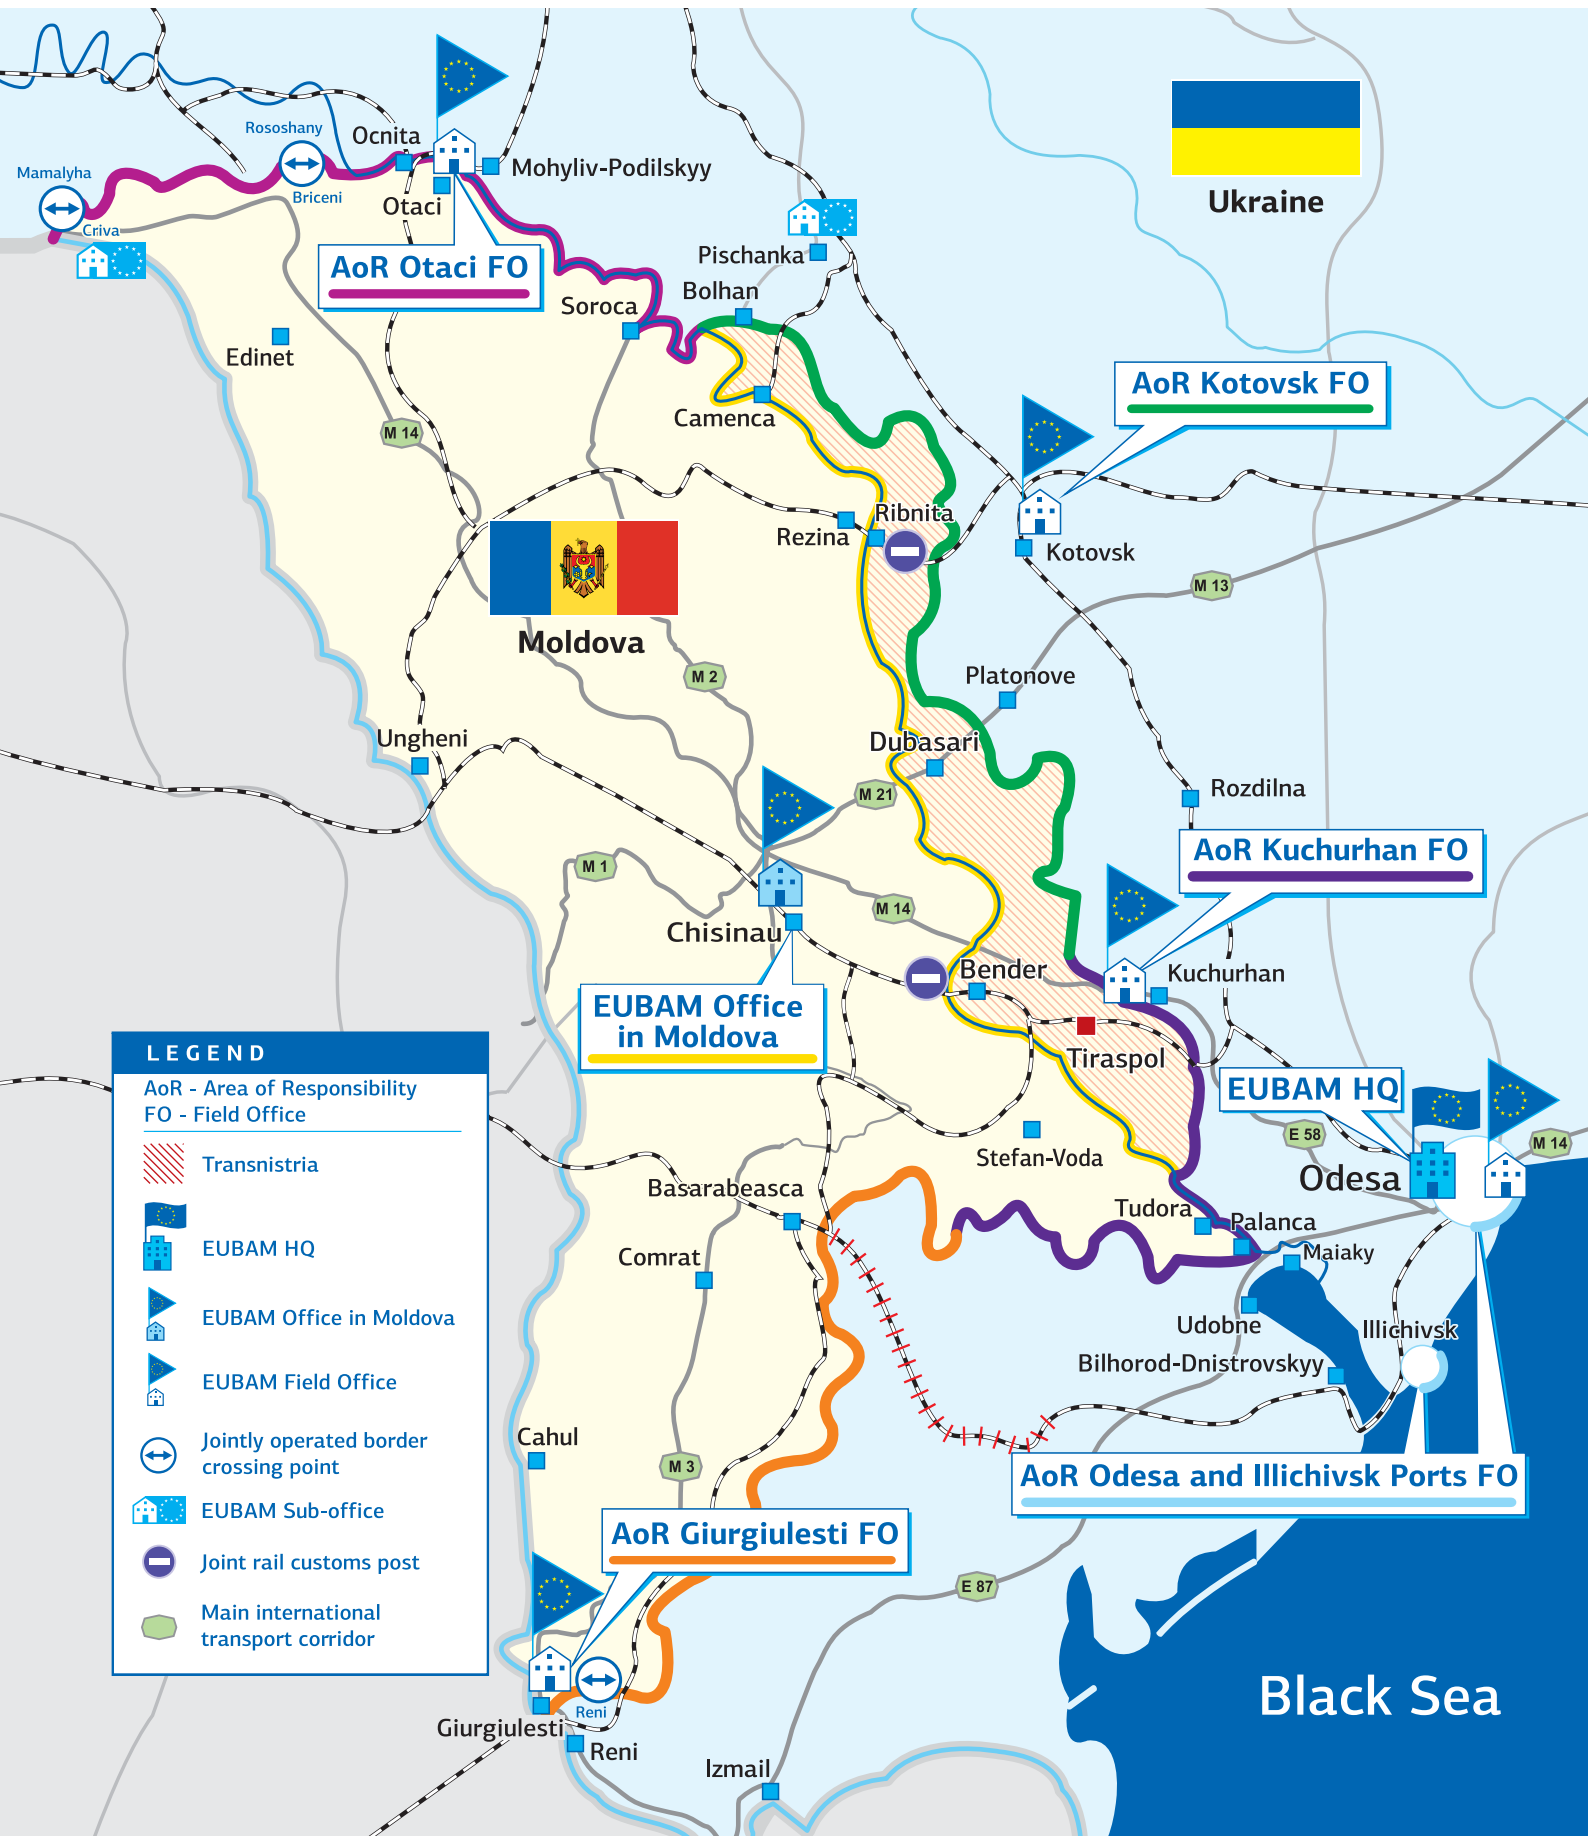 Rososhany
Ocnita
Mohyliv-Podilskyy
Mamalyha
Briceni
Otaci
Criva
Ukraine
AoR Otaci FO
Pischanka
Bolhan
Soroca
Edinet
AoR Kotovsk FO
Camenca
M 14
Ribnita
Rezina
Kotovsk
M 13
Moldova
M 2
Platonove
Ungheni
Dubasari
M 21
Rozdilna
AoR Kuchurhan FO
M 1
M 14
Chisinau
Bender
Kuchurhan
EUBAM Office
in Moldova
Tiraspol
EUBAM HQ
E 58
M 14
Stefan-Voda
Odesa
Basarabeasca
Tudora
Palanca
Maiaky
Comrat
Udobne
Illichivsk
Bilhorod-Dnistrovskyy
Cahul
M 3
AoR Odesa and Illichivsk Ports FO
AoR Giurgiulesti FO
E 87
Black Sea
Reni
Giurgiulesti
Reni
Izmail
LEGEND
AoR - Area of Responsibility
FO - Field Office
Transnistria
EUBAM HQ
EUBAM Office in Moldova
EUBAM Field Office
Jointly operated border
crossing point
EUBAM Sub-office
Joint rail customs post
Main international
transport corridor